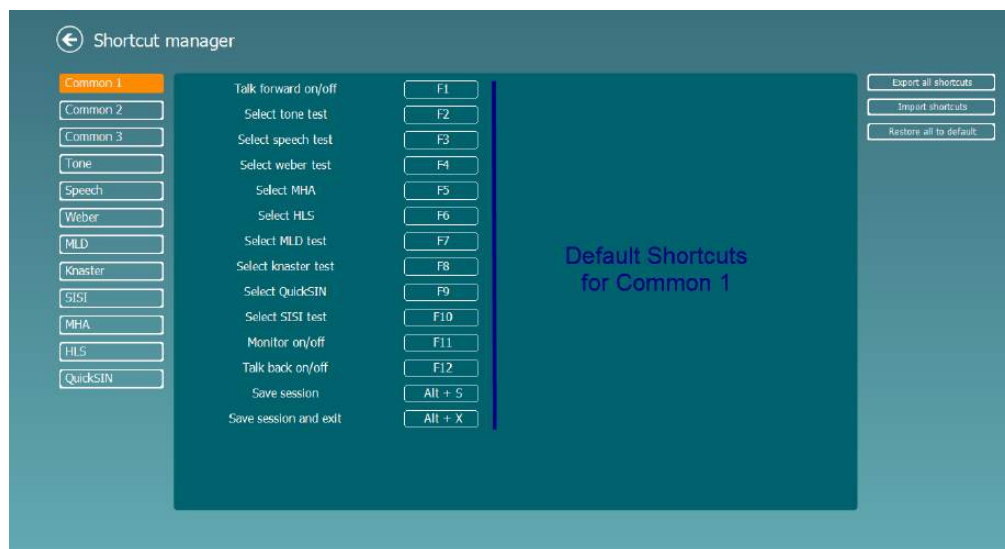 Shortcut manager
Common 1
Common 2
Common 3
Tone
Speech
Weber
MLD
Knaster
SISI
MHA
HLS
QuickSIN
Talk forward on/off F1
Select tone test F2
Select speech test F3
Select weber test F4
Select MHA F5
Select HLS F6
Select MLD test F7
Select knaster test F8
Select QuickSIN F9
Select SISI test F10
Monitor on/off F11
Talk back on/off F12
Save session Alt + S
Save session and exit Alt + X
Default Shortcuts
for Common 1
Export all shortcuts
Import shortcuts
Restore all to default